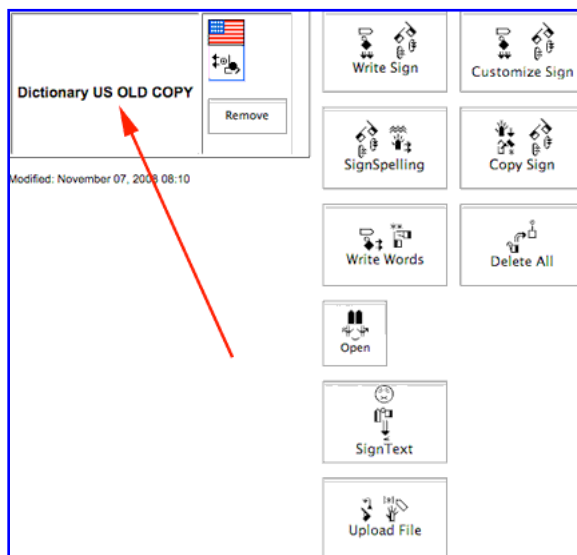 Dictionary US OLD COPY
Remove
Modified: November 07, 2008 08:10
Write Sign
Customize Sign
SignSpelling
Copy Sign
Write Words
Delete All
Open
SignText
Upload File